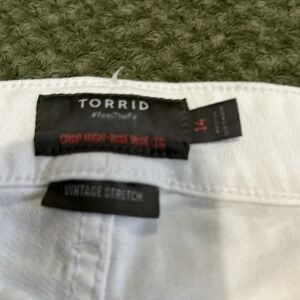 TORRID
#FeelTheFit
CROP HIGH-RISE WIDE LEG
14
VINTAGE STRETCH